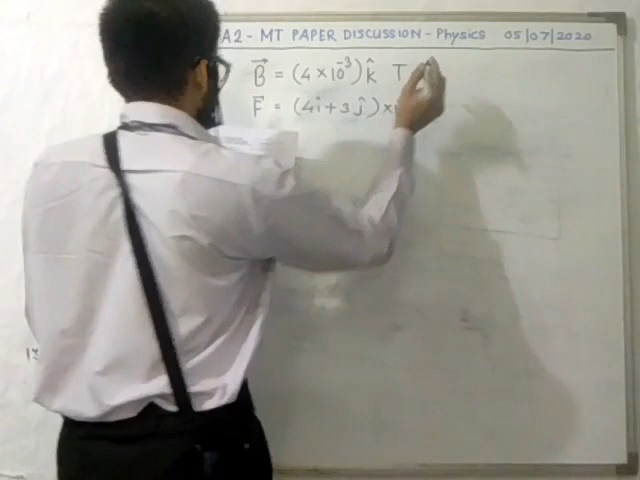 A2 - MT PAPER DISCUSSION - Physics 05/07/2020
B⃗ = (4 × 10⁻³) k̂ T
F⃗ = (4î + 3ĵ) ×